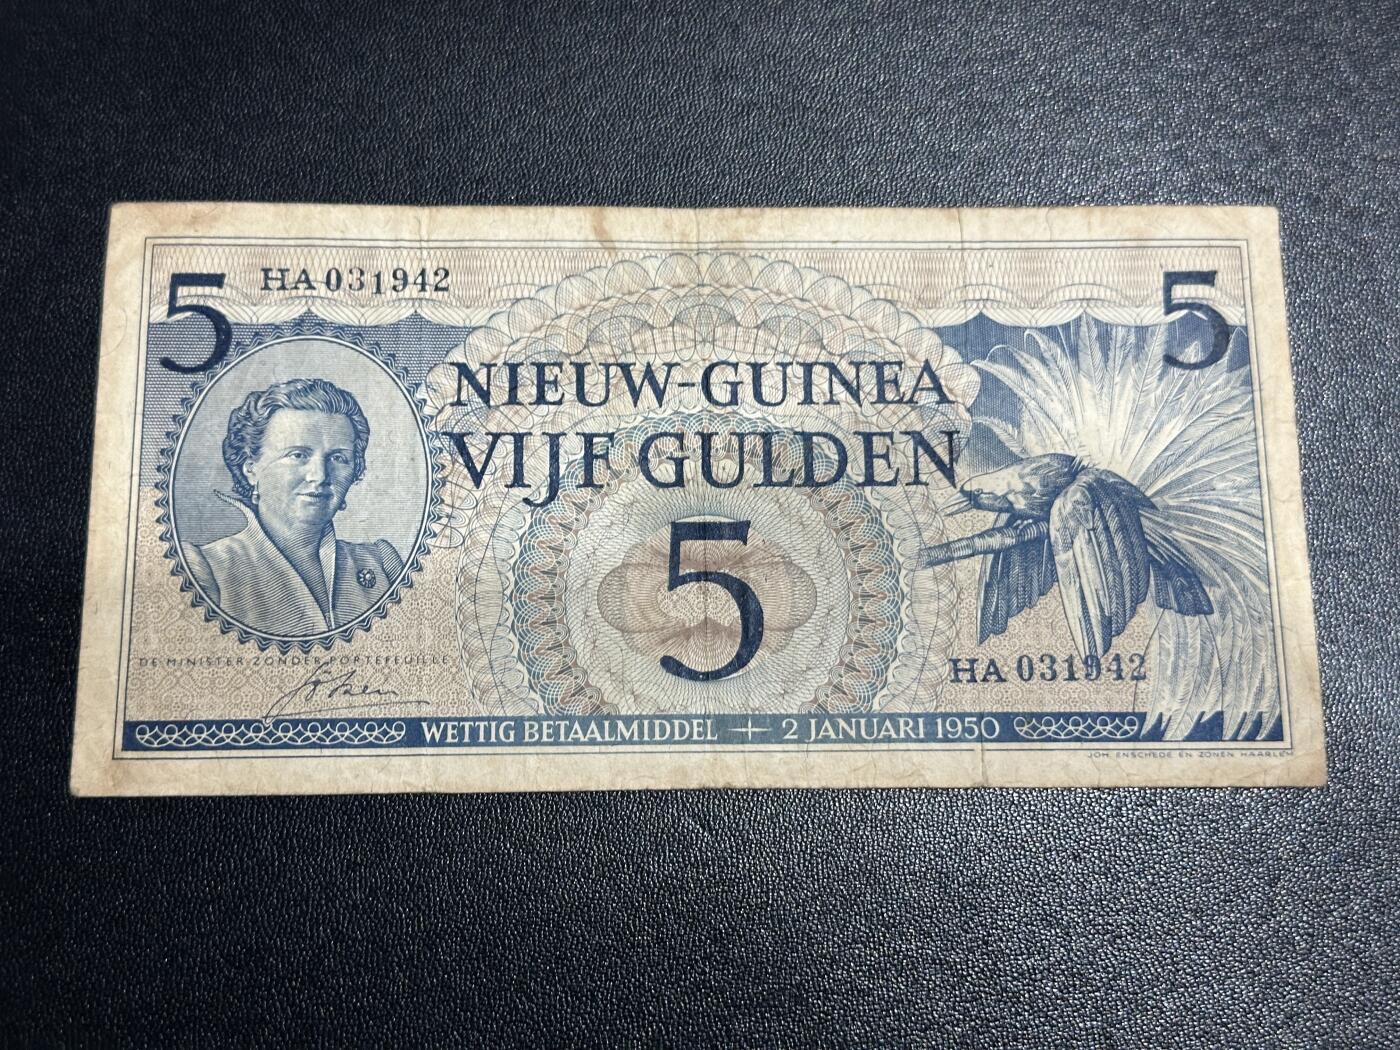 5
HA 031942
5
NIEUW-GUINEA
VIJF GULDEN
5
DE MINISTER ZONDER PORTEFEUILLE
HA 031942
WETTIG BETAALMIDDEL + 2 JANUARI 1950
JOH. ENSCHEDE EN ZONEN HAARLEM